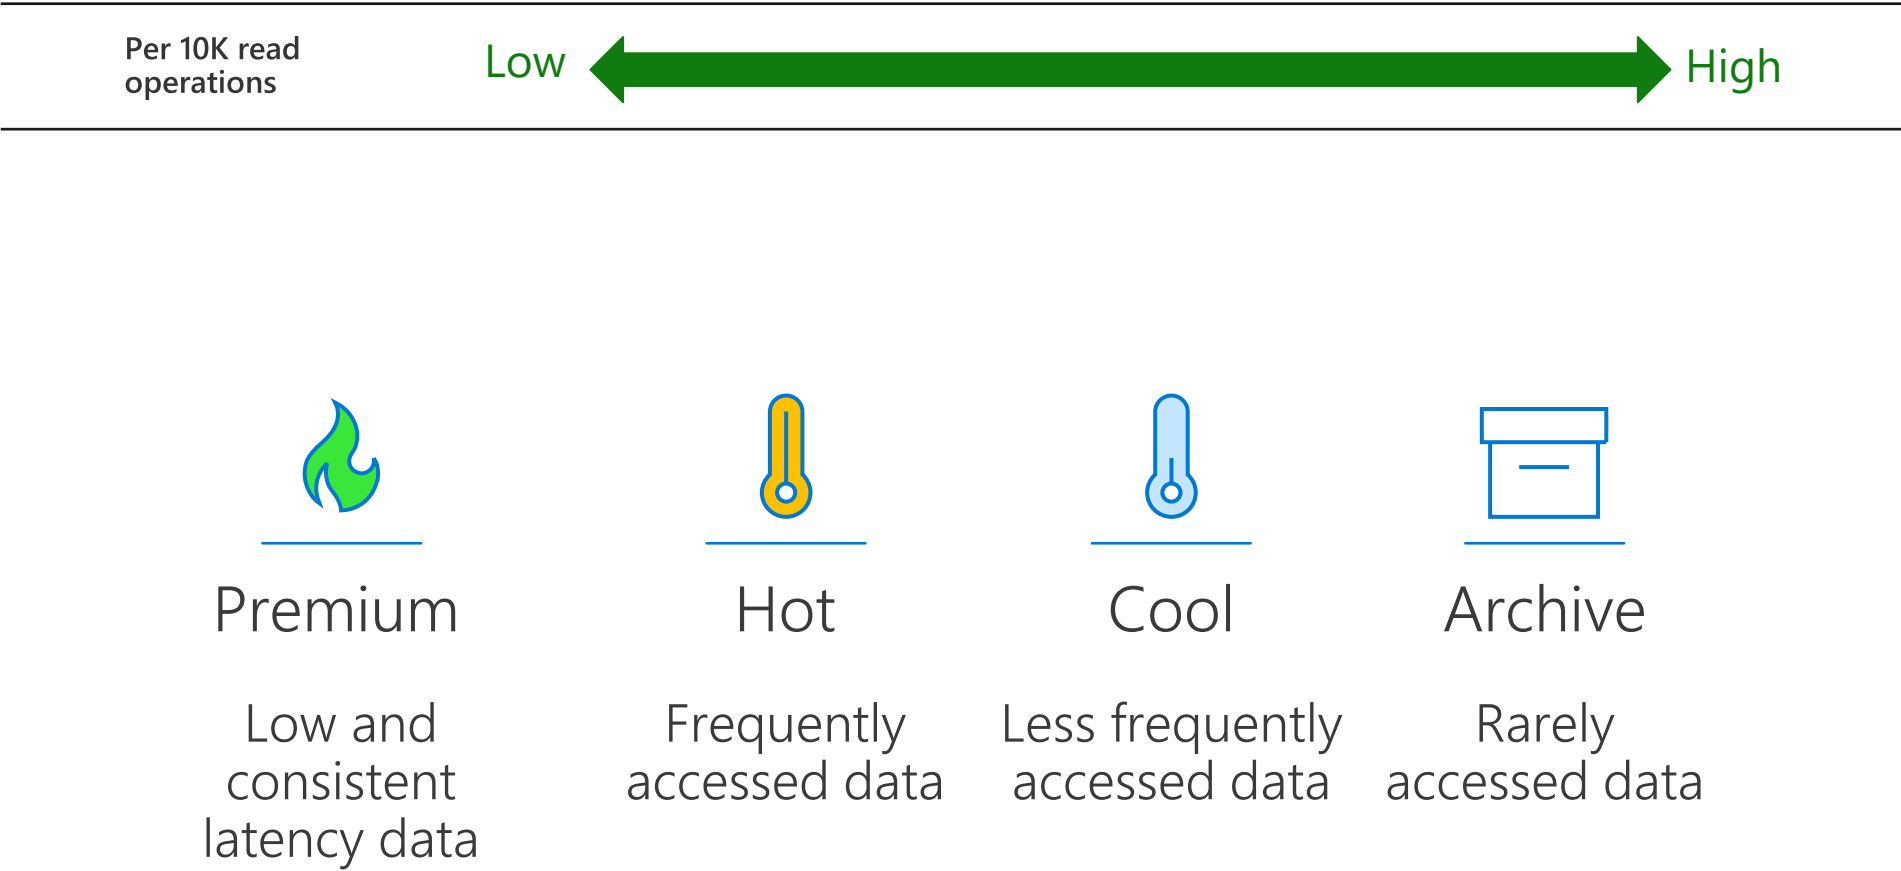 Per 10K read
operations
Low
High
Premium
Hot
Cool
Archive
Low and
consistent
latency data
Frequently
accessed data
Less frequently
accessed data
Rarely
accessed data